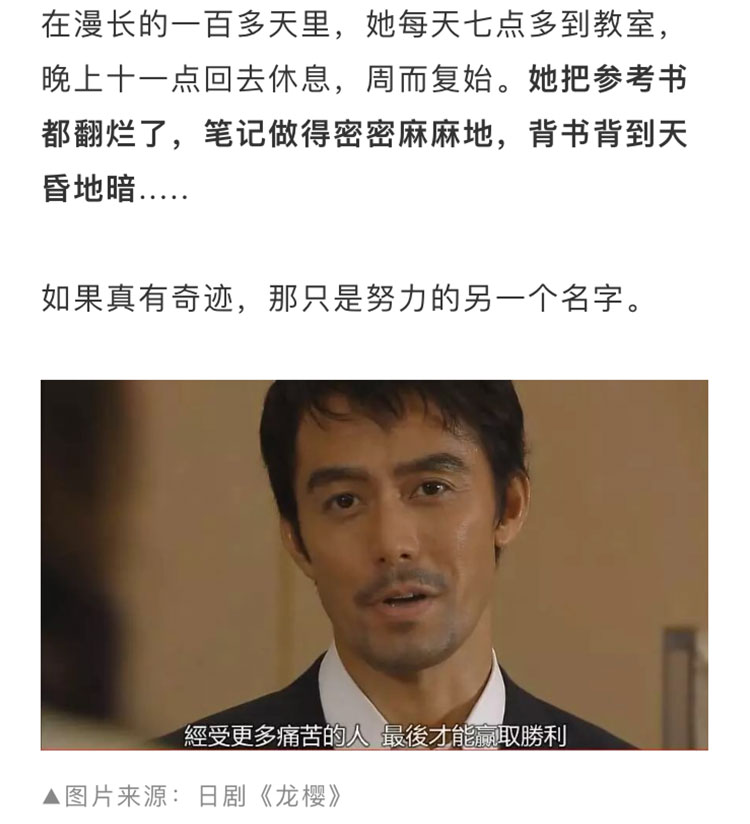 在漫长的一百多天里，她每天七点多到教室，
晚上十一点回去休息，周而复始。她把参考书
都翻烂了，笔记做得密密麻麻地，背书背到天
昏地暗.....
如果真有奇迹，那只是努力的另一个名字。
經受更多痛苦的人 最後才能贏取勝利
▲图片来源：日剧《龙樱》